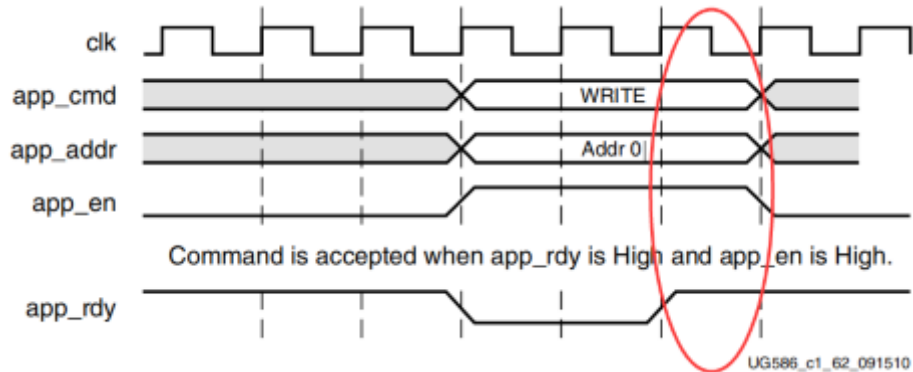 clk
app_cmd WRITE
app_addr Addr 0
app_en
Command is accepted when app_rdy is High and app_en is High.
app_rdy
UG586_c1_62_091510